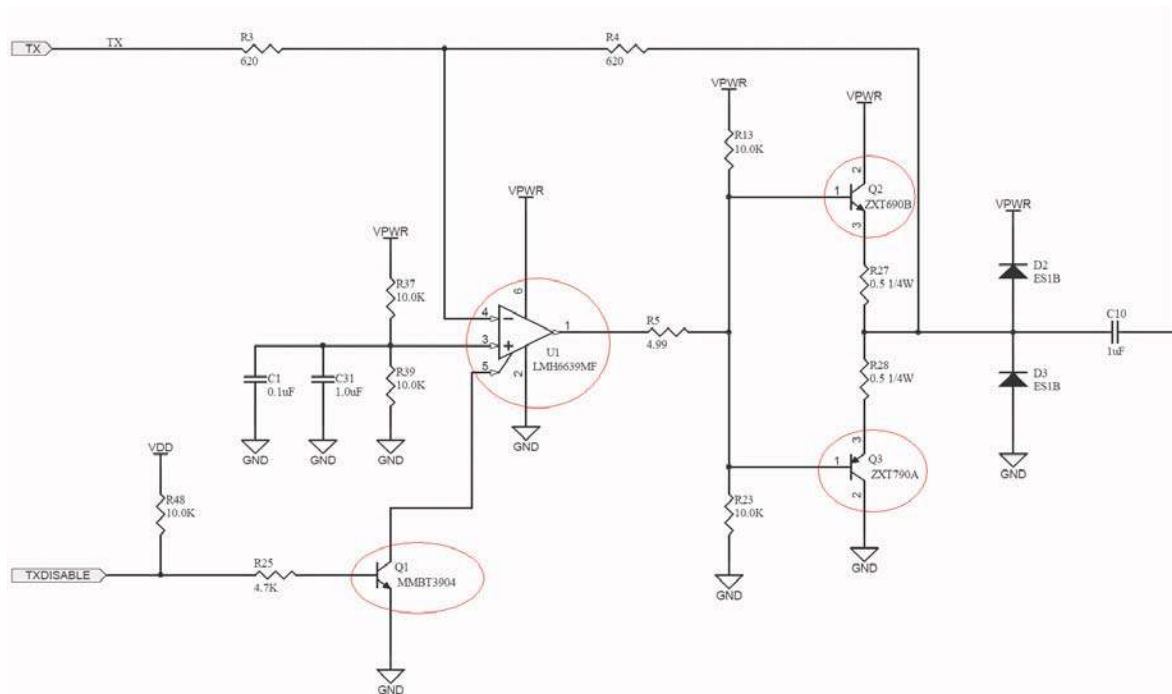 TX
TX
R3
620
R4
620
VPWR
R13
10.0K
VPWR
2
1
Q2
ZXT690B
3
VPWR
R37
10.0K
VPWR
6
4
3
5
1
2
U1
LMH6639MF
R5
4.99
R27
0.5 1/4W
VPWR
D2
ES1B
C10
1uF
C1
0.1uF
C31
1.0uF
R39
10.0K
R28
0.5 1/4W
D3
ES1B
GND
GND
GND
GND
GND
VDD
R48
10.0K
3
1
Q3
ZXT790A
2
R23
10.0K
GND
GND
TXDISABLE
R25
4.7K
Q1
MMBT3904
GND